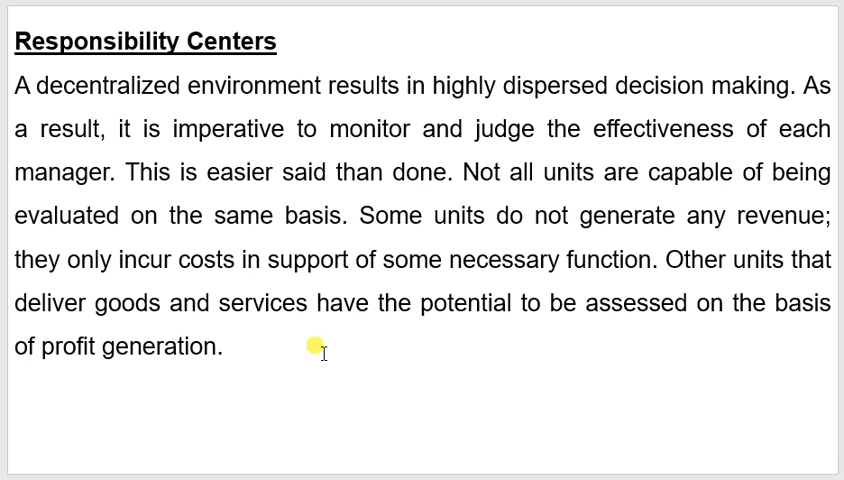 Responsibility Centers
A decentralized environment results in highly dispersed decision making. As
a result, it is imperative to monitor and judge the effectiveness of each
manager. This is easier said than done. Not all units are capable of being
evaluated on the same basis. Some units do not generate any revenue;
they only incur costs in support of some necessary function. Other units that
deliver goods and services have the potential to be assessed on the basis
of profit generation.